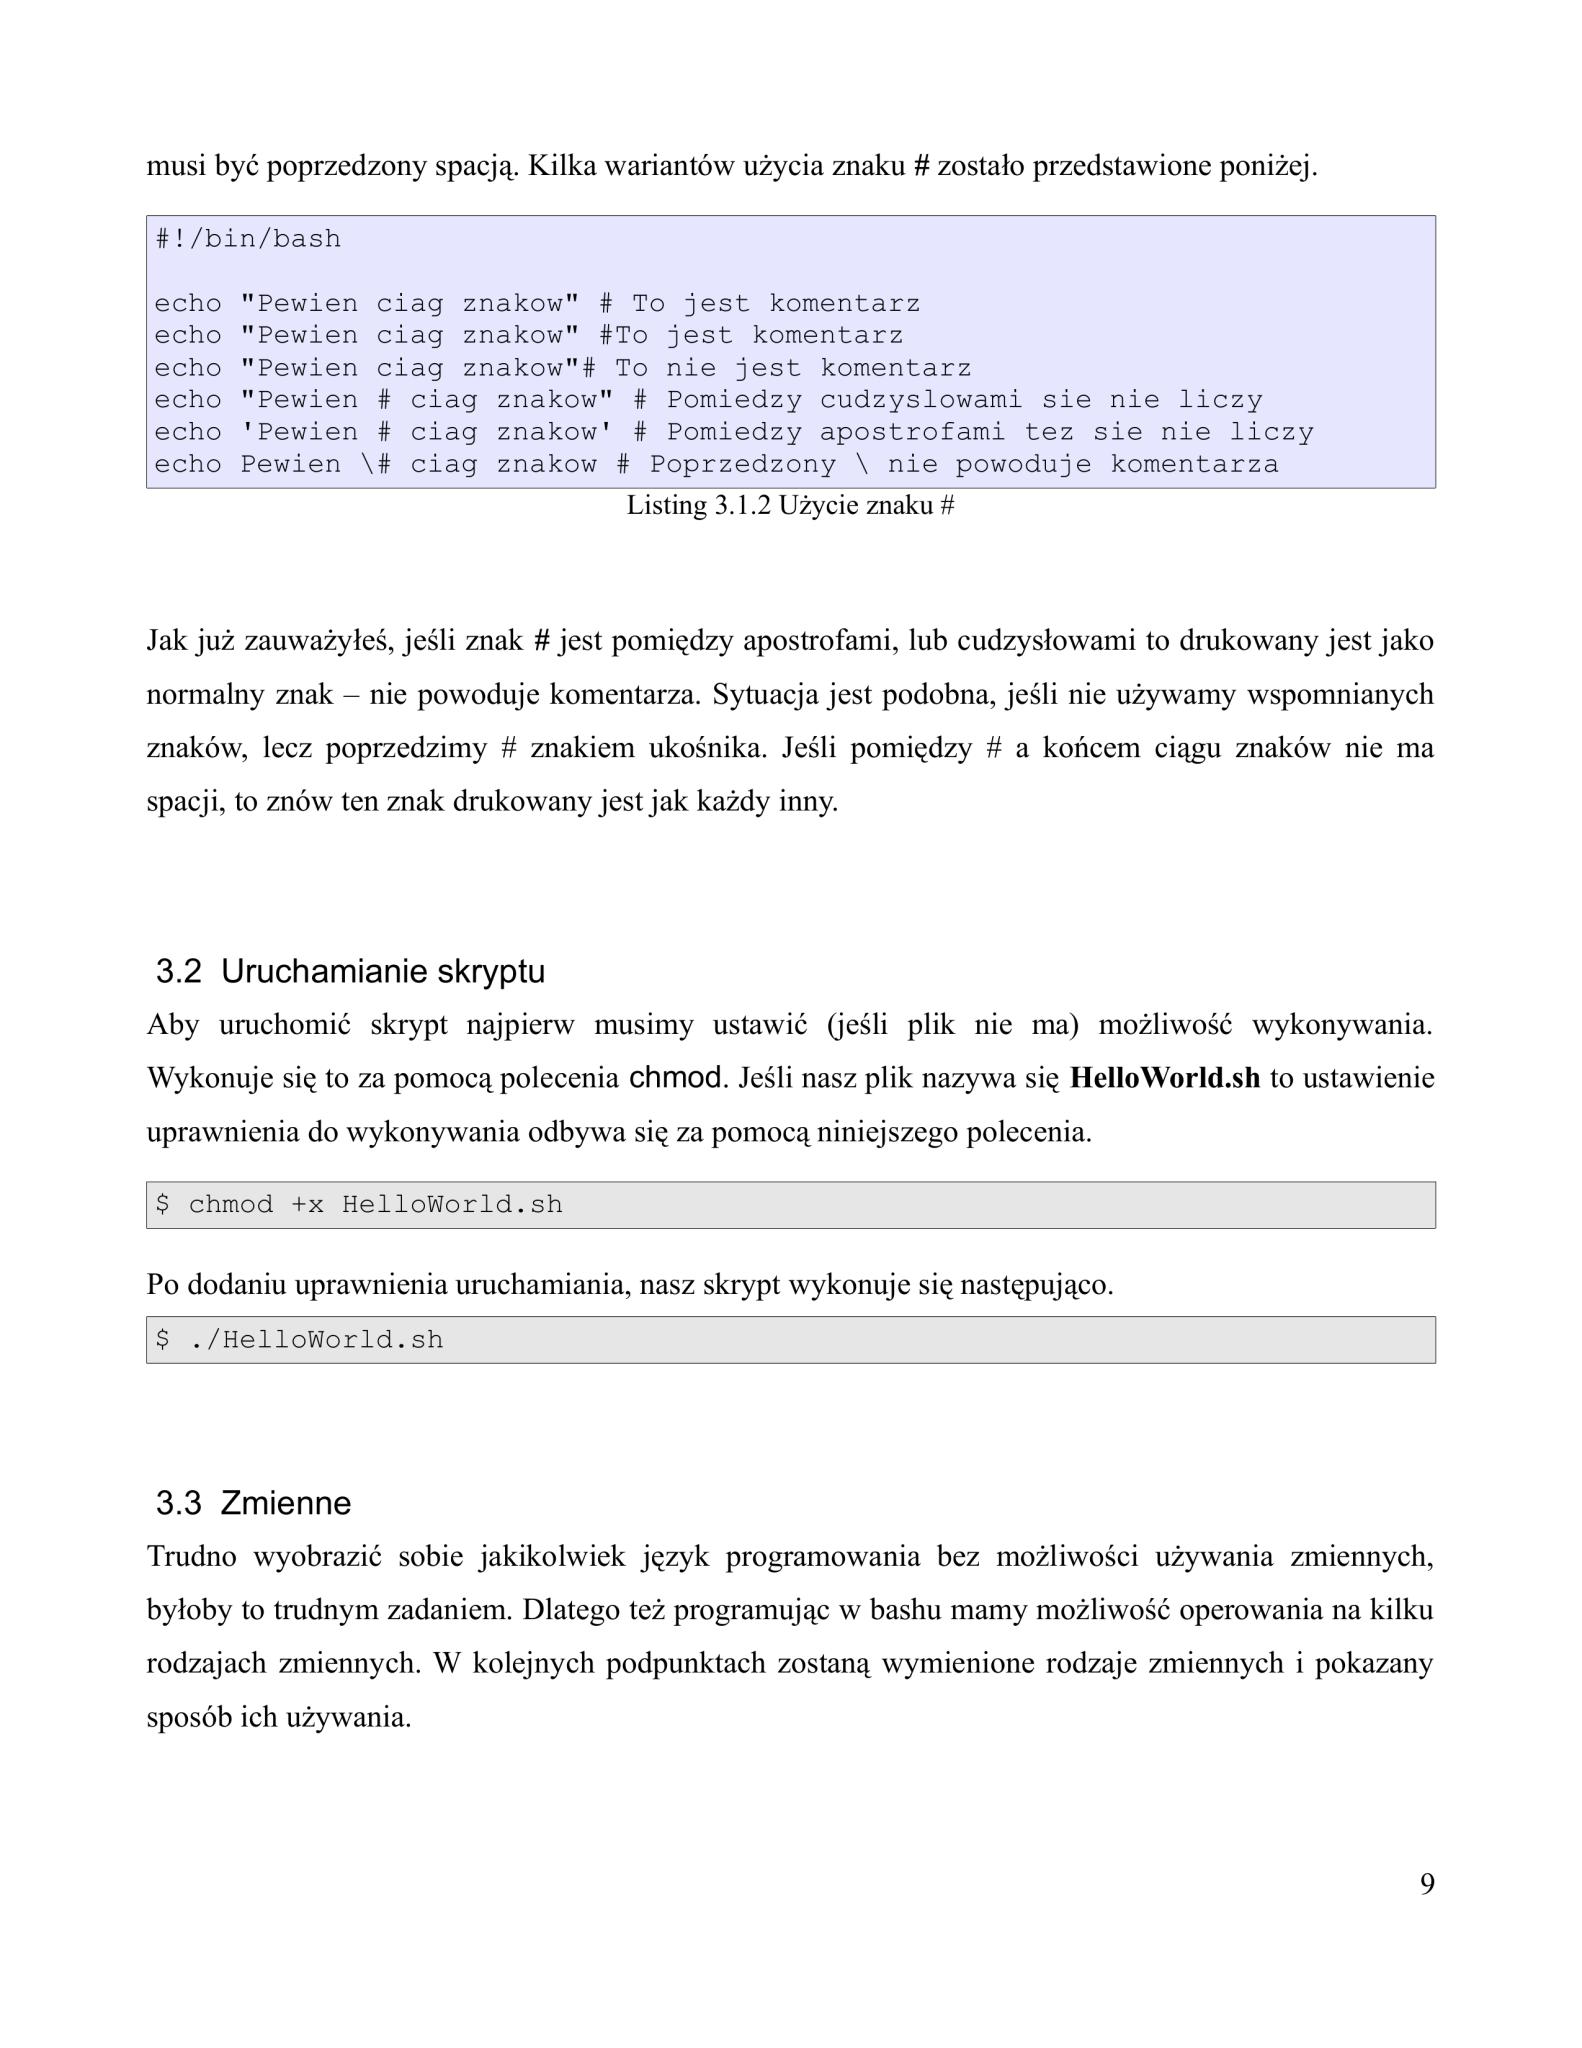 musi być poprzedzony spacją. Kilka wariantów użycia znaku # zostało przedstawione poniżej.
#!/bin/bash
echo "Pewien ciag znakow" # To jest komentarz
echo "Pewien ciag znakow" #To jest komentarz
echo "Pewien ciag znakow"# To nie jest komentarz
echo "Pewien # ciag znakow" # Pomiedzy cudzyslowami sie nie liczy
echo 'Pewien # ciag znakow' # Pomiedzy apostrofami tez sie nie liczy
echo Pewien \# ciag znakow # Poprzedzony \ nie powoduje komentarza
Listing 3.1.2 Użycie znaku #
Jak już zauważyłeś, jeśli znak # jest pomiędzy apostrofami, lub cudzysłowami to drukowany jest jako
normalny znak – nie powoduje komentarza. Sytuacja jest podobna, jeśli nie używamy wspomnianych
znaków, lecz poprzedzimy # znakiem ukośnika. Jeśli pomiędzy # a końcem ciągu znaków nie ma
spacji, to znów ten znak drukowany jest jak każdy inny.
3.2 Uruchamianie skryptu
Aby uruchomić skrypt najpierw musimy ustawić (jeśli plik nie ma) możliwość wykonywania.
Wykonuje się to za pomocą polecenia chmod. Jeśli nasz plik nazywa się HelloWorld.sh to ustawienie
uprawnienia do wykonywania odbywa się za pomocą niniejszego polecenia.
$ chmod +x HelloWorld.sh
Po dodaniu uprawnienia uruchamiania, nasz skrypt wykonuje się następująco.
$ ./HelloWorld.sh
3.3 Zmienne
Trudno wyobrazić sobie jakikolwiek język programowania bez możliwości używania zmiennych,
byłoby to trudnym zadaniem. Dlatego też programując w bashu mamy możliwość operowania na kilku
rodzajach zmiennych. W kolejnych podpunktach zostaną wymienione rodzaje zmiennych i pokazany
sposób ich używania.
9